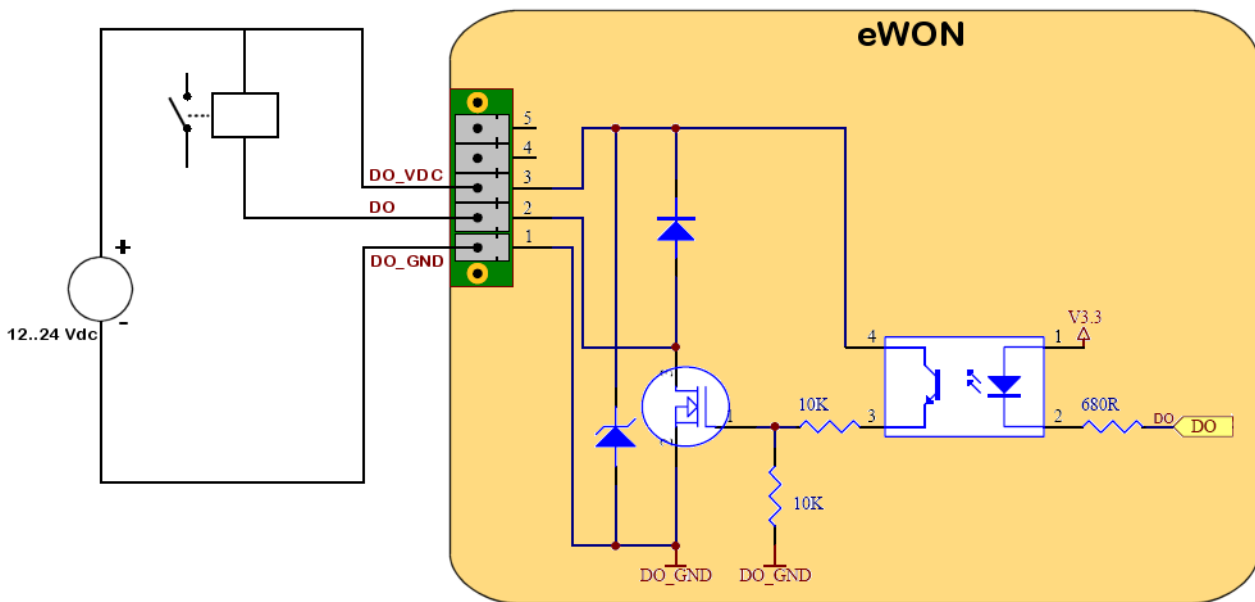 eWON
5
4
DO_VDC
3
DO
2
DO_GND
1
+
-
12..24 Vdc
V3.3
4
1
10K
3
2
680R
DO
DO
1
10K
DO_GND
DO_GND